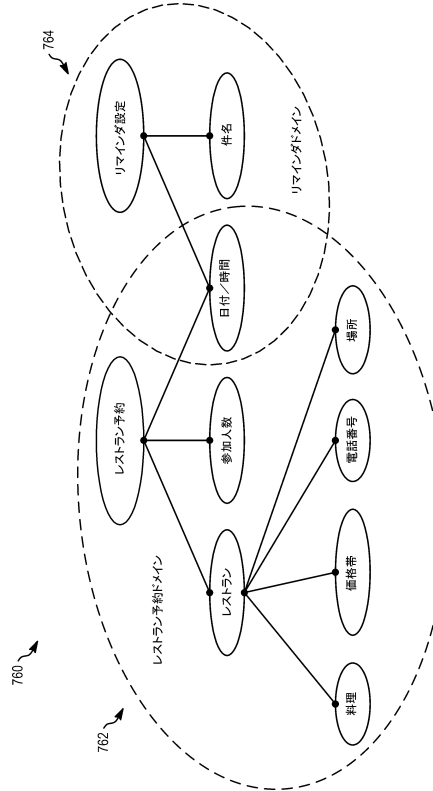 760
762
764
レストラン予約ドメイン
リマインダドメイン
レストラン予約
リマインダ設定
レストラン
参加人数
日付／時間
件名
料理
価格帯
電話番号
場所